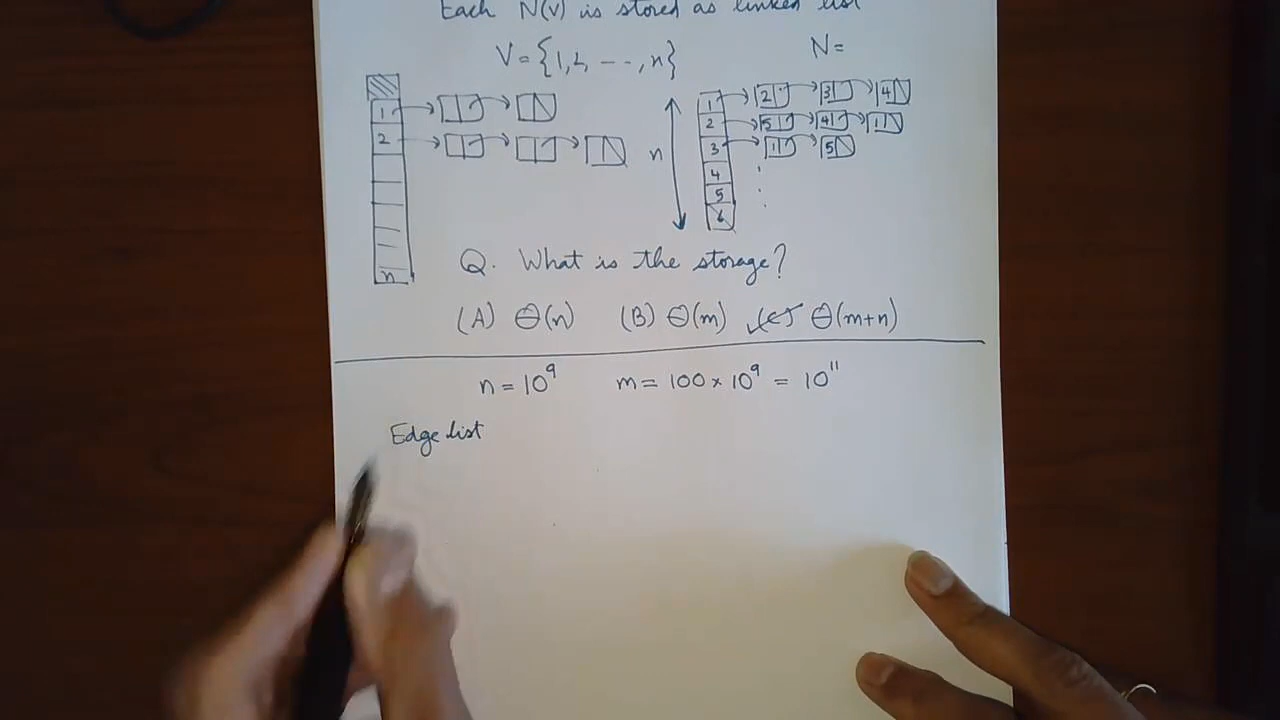 Each N(v) is stored as linked list
V = {1, 2, ---, n}
N =
1
2
n
1 2 3 4
2 5 4 1
3 1 5
4
5
6
n
Q. What is the storage?
(A) Θ(n) (B) Θ(m) (C) Θ(m+n)
n = 10⁹ m = 100 × 10⁹ = 10¹¹
Edge list